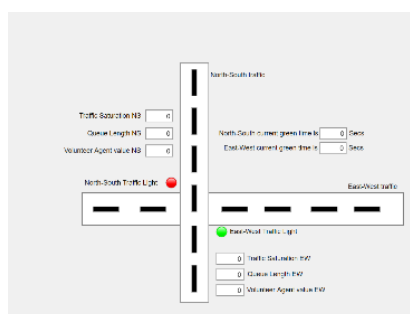 North-South traffic
Traffic Saturation NS 0
Queue Length NS 0
North-South current green time is 0 Secs
Volunteer Agent value NS 0
East-West current green time is 0 Secs
North-South Traffic Light
East-West traffic
East-West Traffic Light
0 Traffic Saturation EW
0 Queue Length EW
0 Volunteer Agent value EW